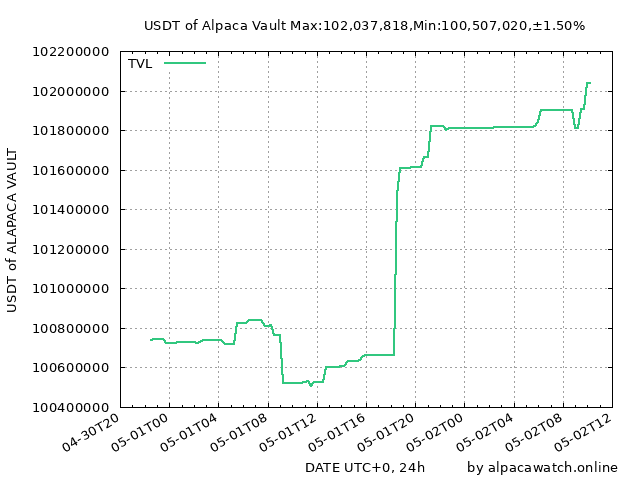 USDT of Alpaca Vault Max:102,037,818,Min:100,507,020,±1.50%
102200000
TVL
102000000
101800000
101600000
101400000
101200000
101000000
100800000
100600000
100400000
USDT of ALAPACA VAULT
04-30T20
05-01T00
05-01T04
05-01T08
05-01T12
05-01T16
05-01T20
05-02T00
05-02T04
05-02T08
05-02T12
DATE UTC+0, 24h
by alpacawatch.online